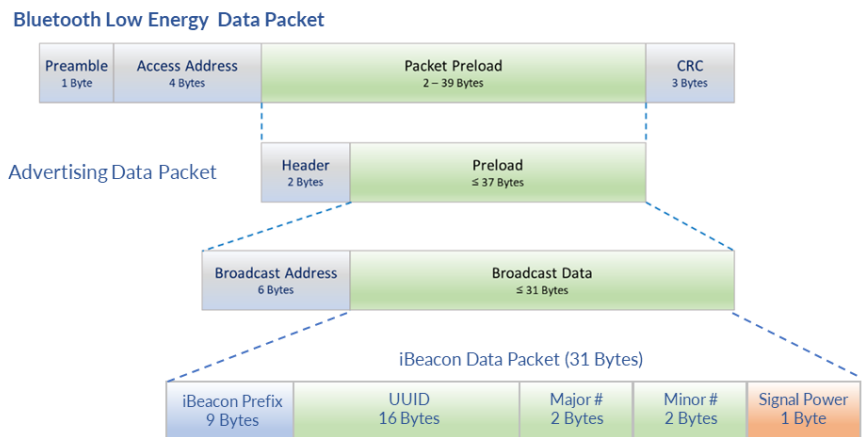 Bluetooth Low Energy Data Packet
Preamble
1 Byte
Access Address
4 Bytes
Packet Preload
2 – 39 Bytes
CRC
3 Bytes
Advertising Data Packet
Header
2 Bytes
Preload
≤ 37 Bytes
Broadcast Address
6 Bytes
Broadcast Data
≤ 31 Bytes
iBeacon Data Packet (31 Bytes)
iBeacon Prefix
9 Bytes
UUID
16 Bytes
Major #
2 Bytes
Minor #
2 Bytes
Signal Power
1 Byte